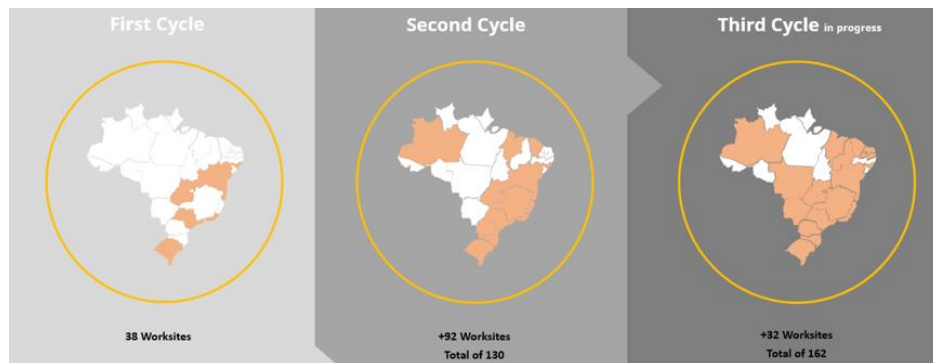 First Cycle
Second Cycle
Third Cycle in progress
38 Worksites
+92 Worksites
Total of 130
+32 Worksites
Total of 162